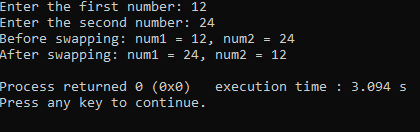 Enter the first number: 12
Enter the second number: 24
Before swapping: num1 = 12, num2 = 24
After swapping: num1 = 24, num2 = 12
Process returned 0 (0x0)   execution time : 3.094 s
Press any key to continue.